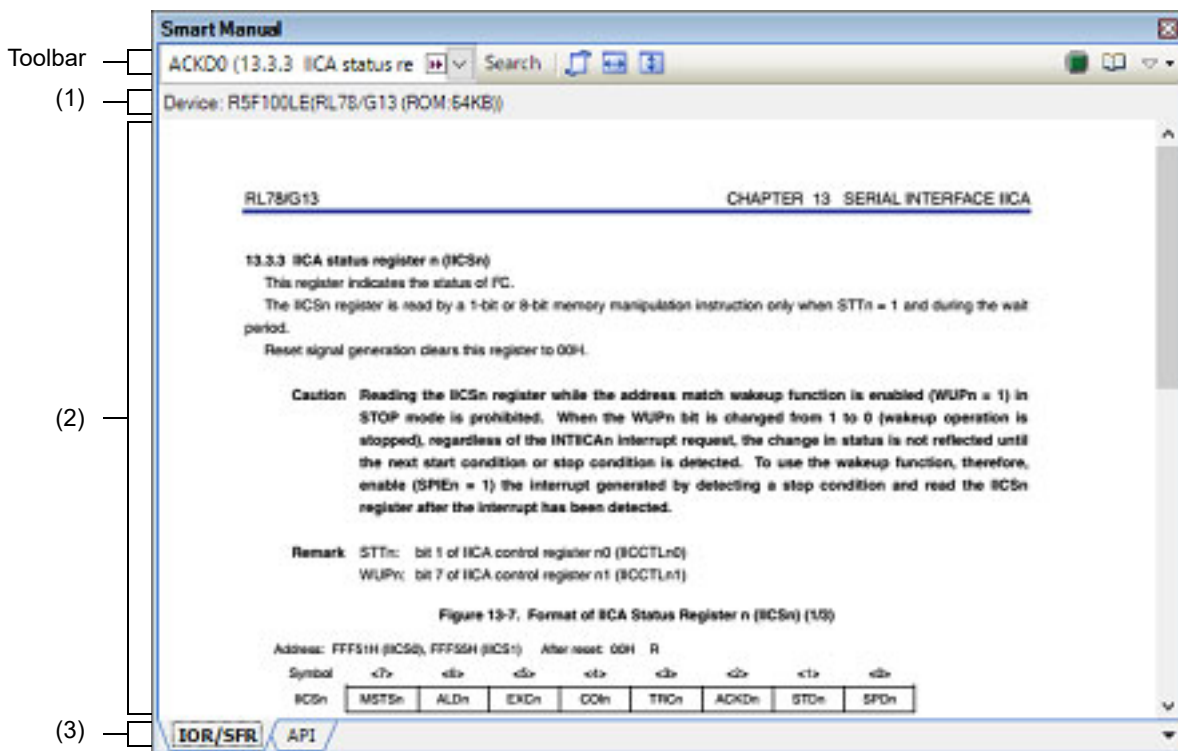 Smart Manual
Toolbar
ACKD0 (13.3.3 IICA status re Search
(1)
Device: R5F100LE(RL78/G13 (ROM:64KB))
RL78/G13 CHAPTER 13 SERIAL INTERFACE IICA
13.3.3 IICA status register n (IICSn)
This register indicates the status of I²C.
The IICSn register is read by a 1-bit or 8-bit memory manipulation instruction only when STTn = 1 and during the wait
period.
Reset signal generation clears this register to 00H.
Caution Reading the IICSn register while the address match wakeup function is enabled (WUPn = 1) in
STOP mode is prohibited. When the WUPn bit is changed from 1 to 0 (wakeup operation is
(2)
stopped), regardless of the INTIICAn interrupt request, the change in status is not reflected until
the next start condition or stop condition is detected. To use the wakeup function, therefore,
enable (SPIEn = 1) the interrupt generated by detecting a stop condition and read the IICSn
register after the interrupt has been detected.
Remark STTn: bit 1 of IICA control register n0 (IICCTLn0)
WUPn: bit 7 of IICA control register n1 (IICCTLn1)
Figure 13-7. Format of IICA Status Register n (IICSn) (1/3)
Address: FFF51H (IICS0), FFF55H (IICS1) After reset: 00H R
Symbol <7> <6> <5> <4> <3> <2> <1> <0>
IICSn MSTSn ALDn EXCn COIn TRCn ACKDn STDn SPDn
(3)
IOR/SFR API